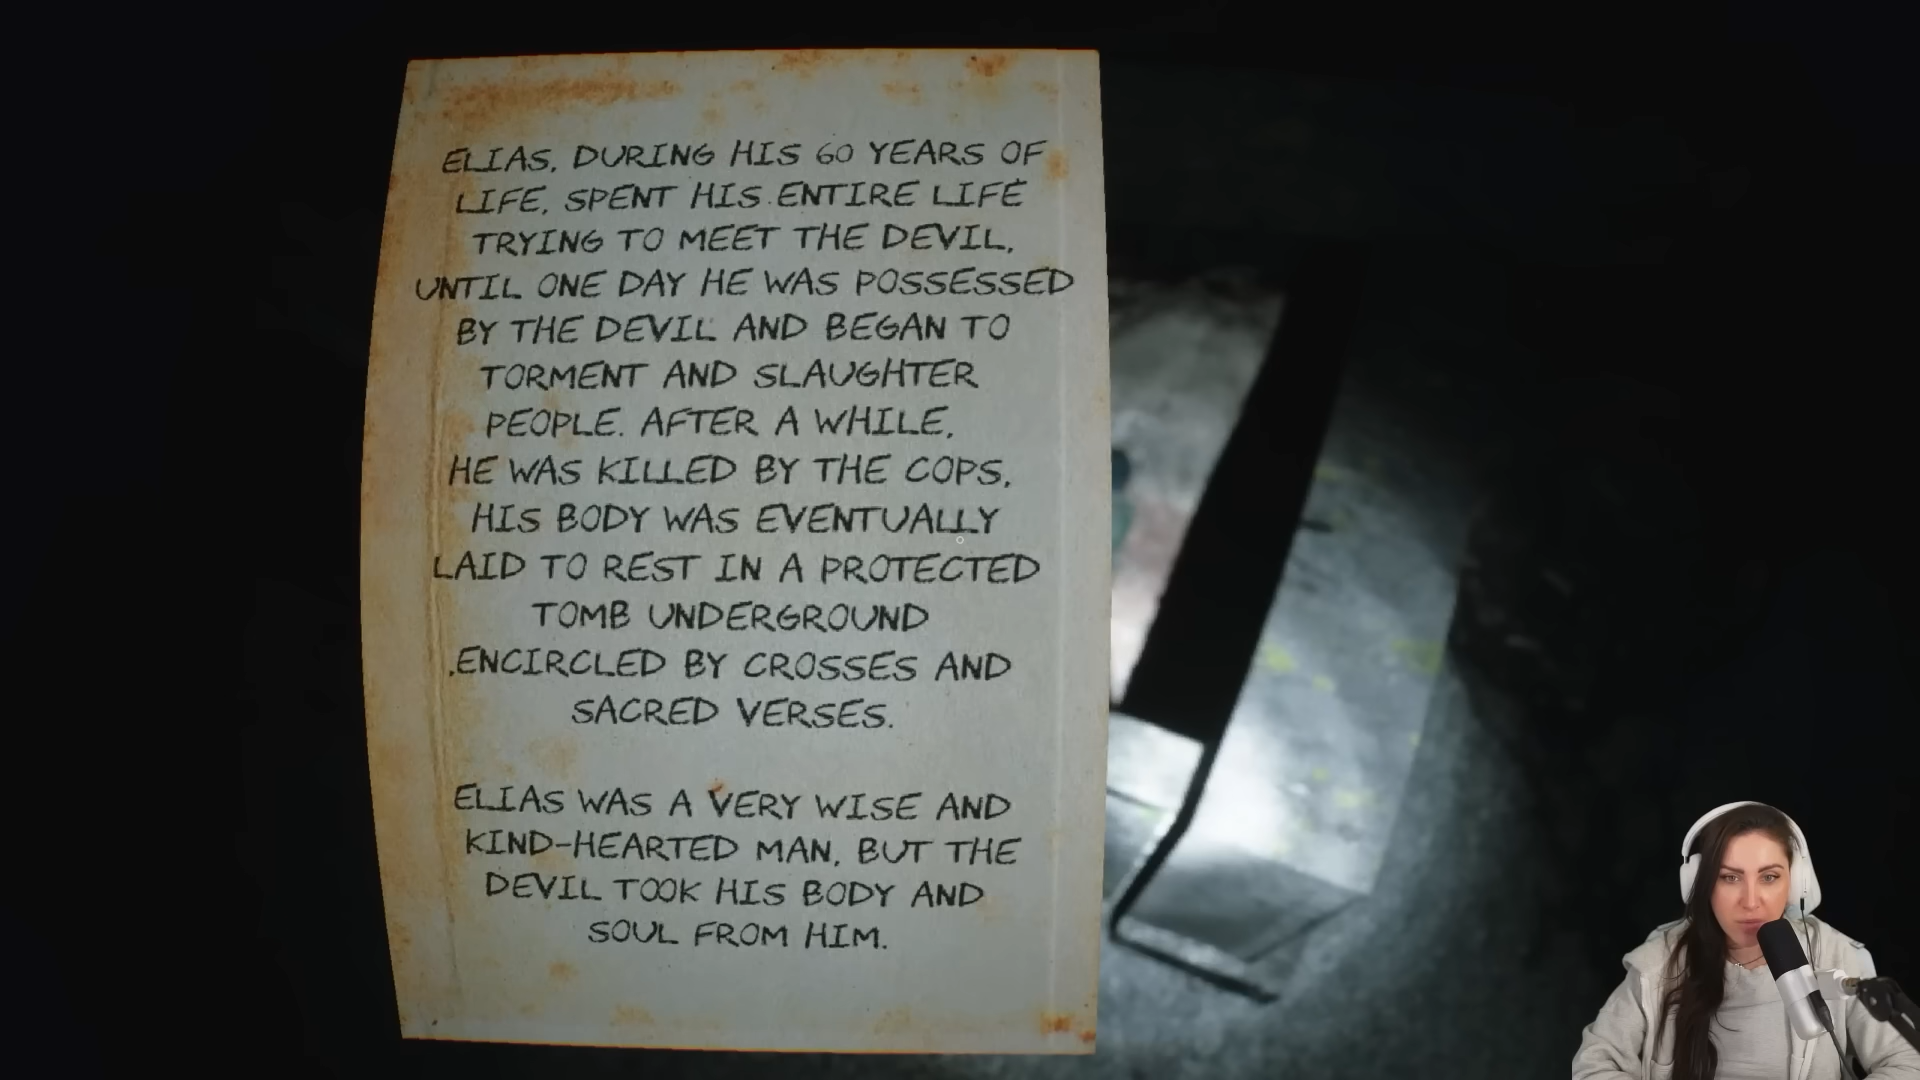 ELIAS, DURING HIS 60 YEARS OF
LIFE, SPENT HIS ENTIRE LIFE
TRYING TO MEET THE DEVIL,
UNTIL ONE DAY HE WAS POSSESSED
BY THE DEVIL AND BEGAN TO
TORMENT AND SLAUGHTER
PEOPLE. AFTER A WHILE,
HE WAS KILLED BY THE COPS,
HIS BODY WAS EVENTUALLY
LAID TO REST IN A PROTECTED
TOMB UNDERGROUND
,ENCIRCLED BY CROSSES AND
SACRED VERSES.
ELIAS WAS A VERY WISE AND
KIND-HEARTED MAN, BUT THE
DEVIL TOOK HIS BODY AND
SOUL FROM HIM.